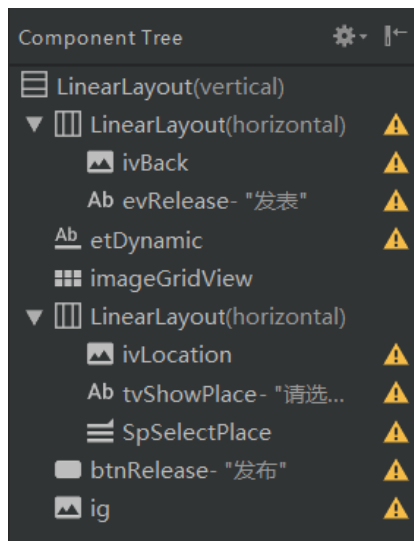 Component Tree
LinearLayout(vertical)
LinearLayout(horizontal)
ivBack
Ab evRelease- "发表"
Ab etDynamic
imageGridView
LinearLayout(horizontal)
ivLocation
Ab tvShowPlace- "请选...
SpSelectPlace
btnRelease- "发布"
ig